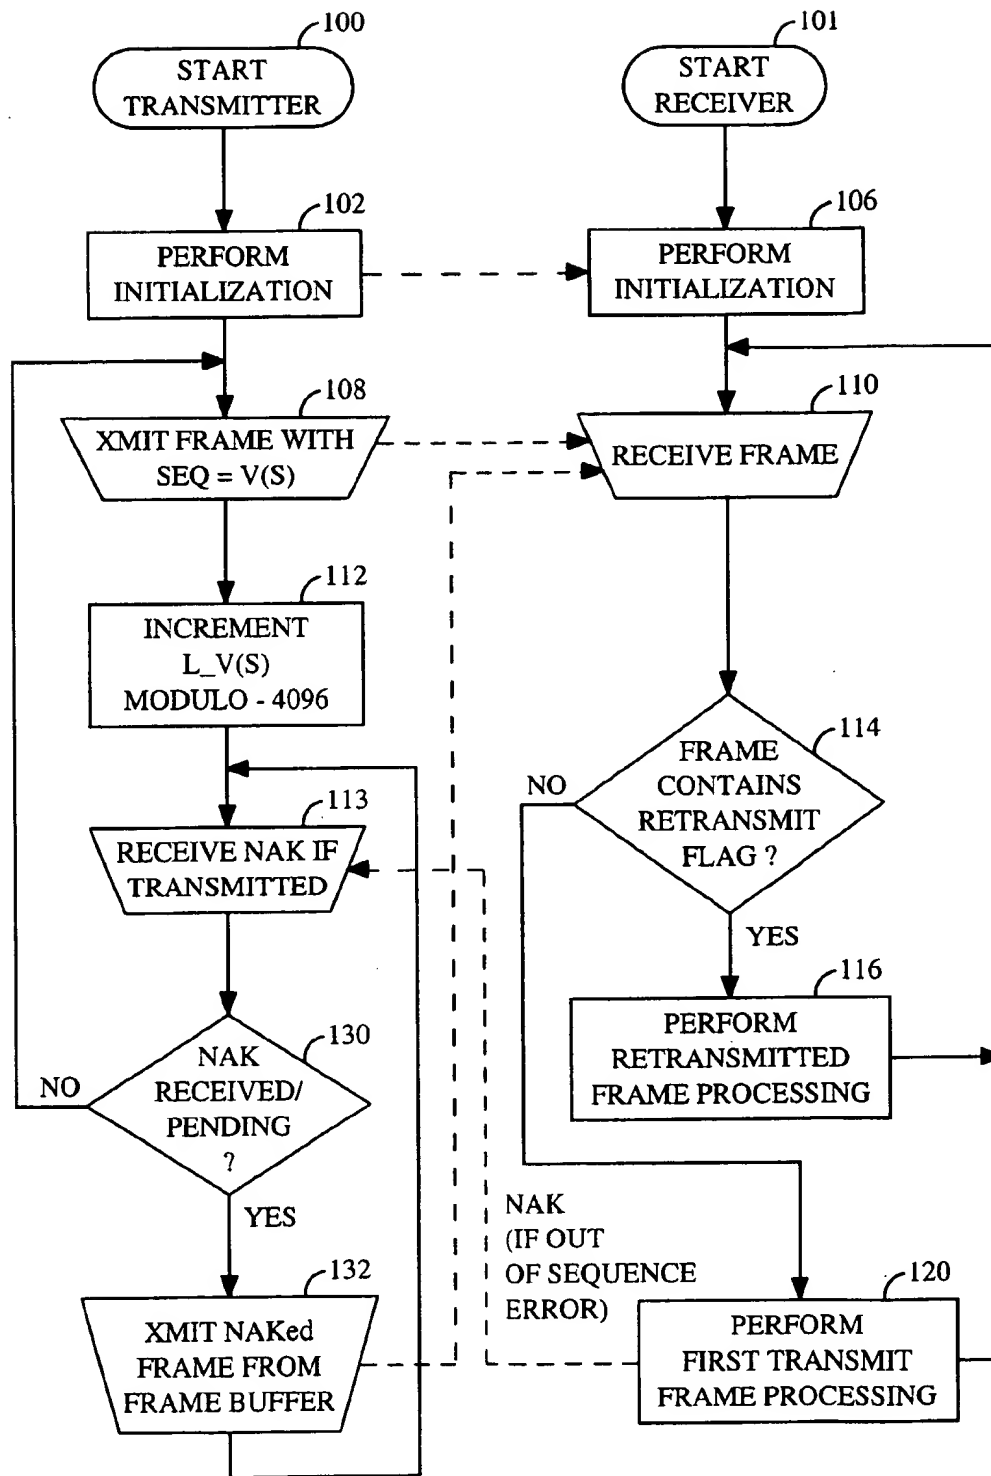 100
START
TRANSMITTER
101
START
RECEIVER
102
PERFORM
INITIALIZATION
106
PERFORM
INITIALIZATION
108
XMIT FRAME WITH
SEQ = V(S)
110
RECEIVE FRAME
112
INCREMENT
L_V(S)
MODULO - 4096
113
RECEIVE NAK IF
TRANSMITTED
114
FRAME
CONTAINS
RETRANSMIT
FLAG ?
NO
YES
116
PERFORM
RETRANSMITTED
FRAME PROCESSING
130
NAK
RECEIVED/
PENDING
?
NO
YES
NAK
(IF OUT
OF SEQUENCE
ERROR)
132
XMIT NAKed
FRAME FROM
FRAME BUFFER
120
PERFORM
FIRST TRANSMIT
FRAME PROCESSING